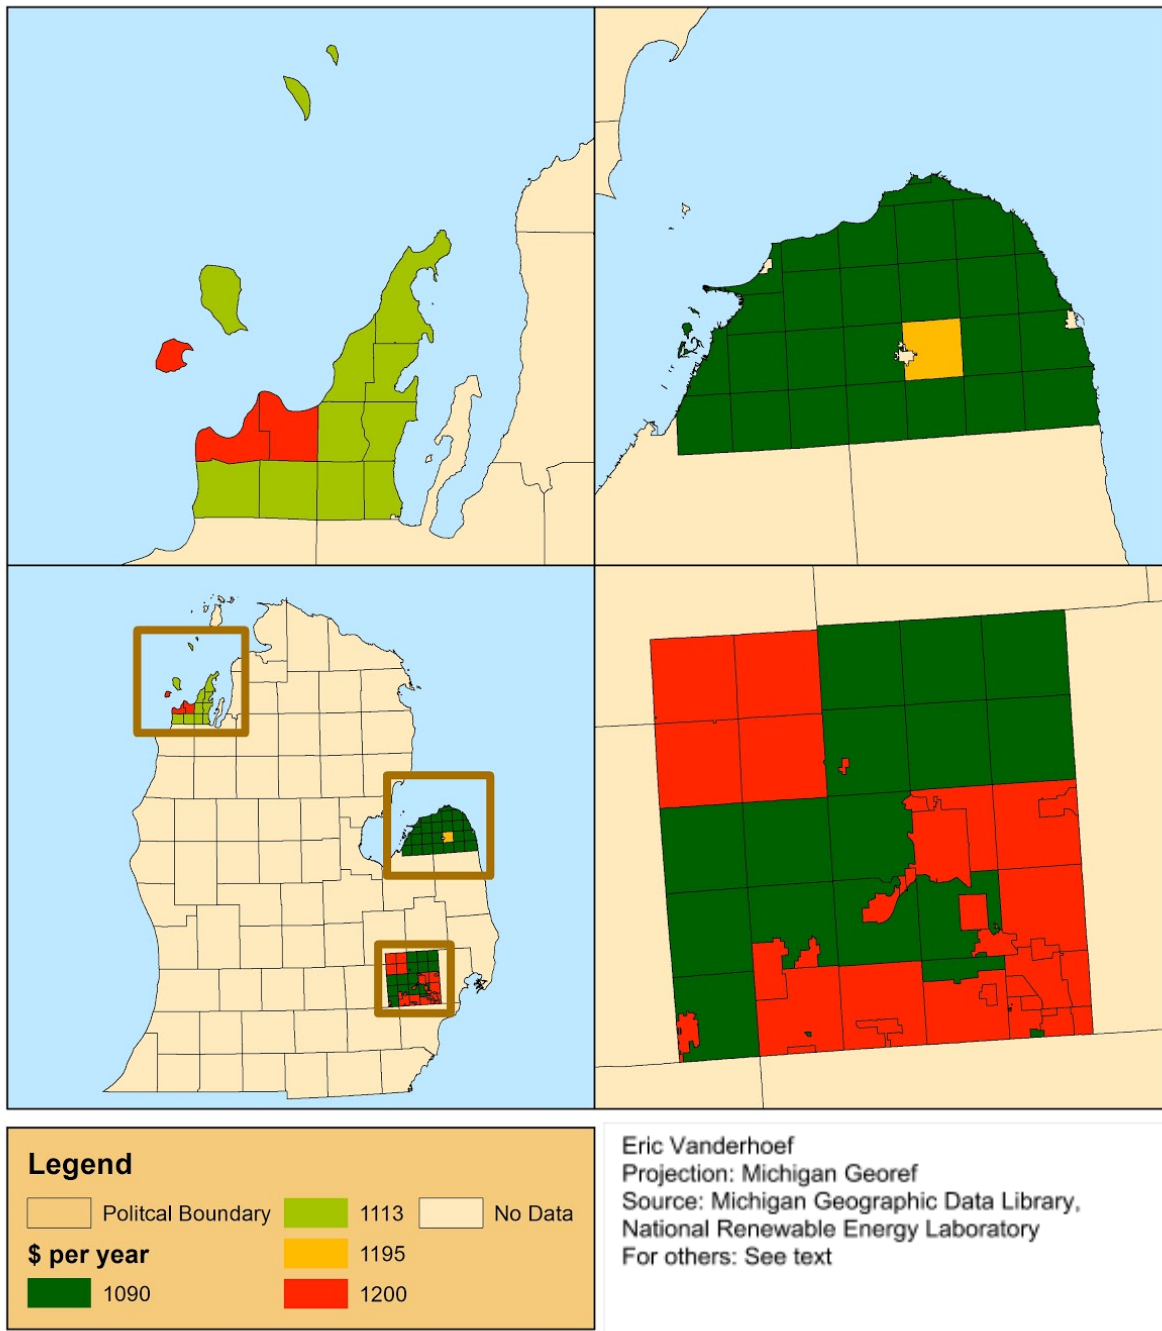 Legend
Politcal Boundary
$ per year
1090
1113
1195
1200
No Data
Eric Vanderhoef
Projection: Michigan Georef
Source: Michigan Geographic Data Library,
National Renewable Energy Laboratory
For others: See text